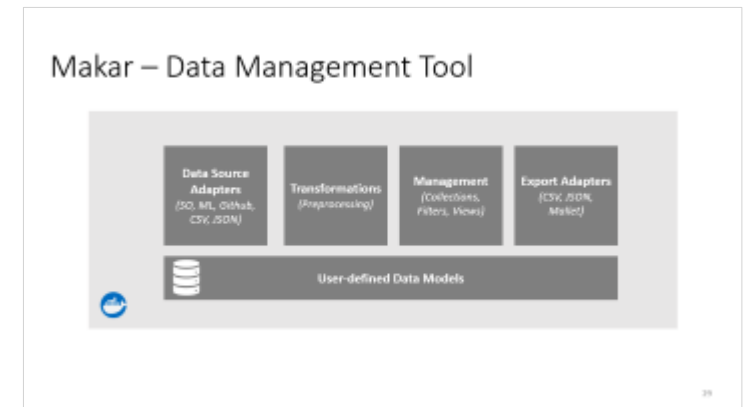 Makar – Data Management Tool
Data Source
Adapters
(SO, ML, Github,
CSV, JSON)
Transformations
(Preprocessing)
Management
(Collections,
Filters, Views)
Export Adapters
(CSV, JSON,
Mallet)
User-defined Data Models
39